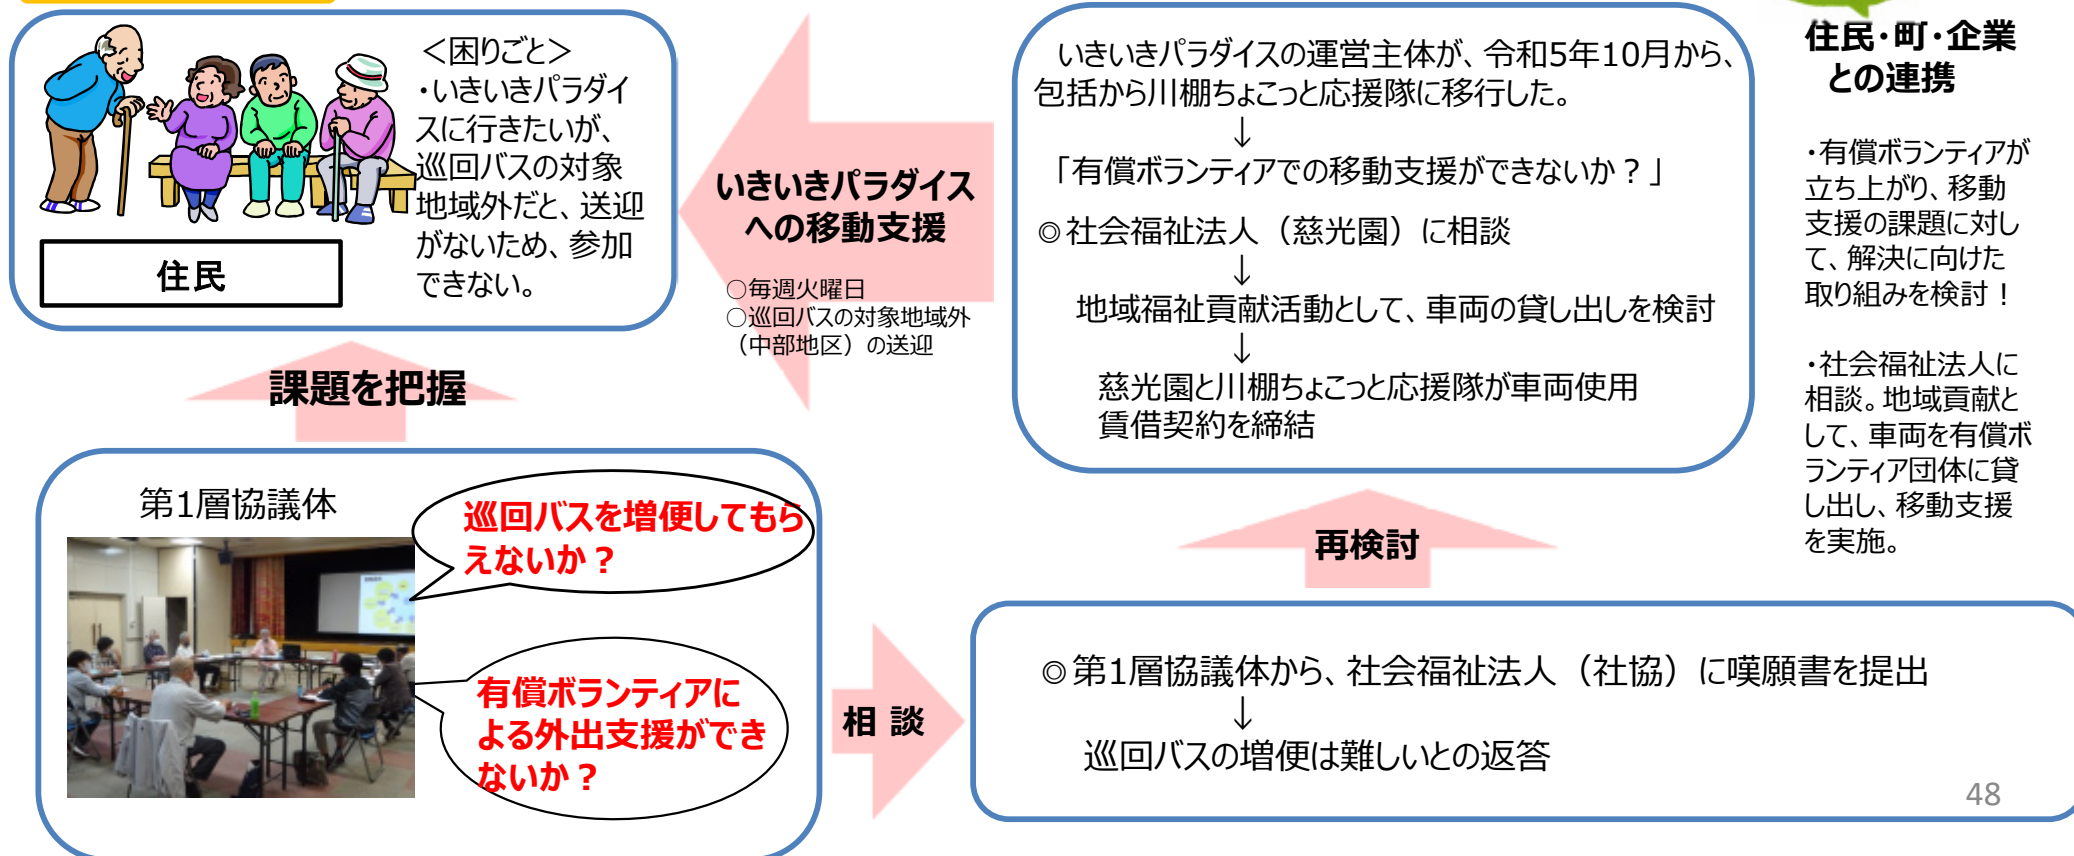 ＜困りごと＞
・いきいきパラダイ
スに行きたいが、
巡回バスの対象
地域外だと、送迎
がないため、参加
できない。
住民
課題を把握
第1層協議体
巡回バスを増便してもら
えないか？
有償ボランティアに
よる外出支援ができ
ないか？
相 談
◎第1層協議体から、社会福祉法人（社協）に嘆願書を提出
↓
巡回バスの増便は難しいとの返答
再検討
いきいきパラダイスの運営主体が、令和5年10月から、
包括から川棚ちょこっと応援隊に移行した。
↓
「有償ボランティアでの移動支援ができないか？」
◎社会福祉法人（慈光園）に相談
↓
地域福祉貢献活動として、車両の貸し出しを検討
↓
慈光園と川棚ちょこっと応援隊が車両使用
賃借契約を締結
いきいきパラダイス
への移動支援
○毎週火曜日
○巡回バスの対象地域外
（中部地区）の送迎
住民・町・企業
との連携
・有償ボランティアが
立ち上がり、移動
支援の課題に対し
て、解決に向けた
取り組みを検討！
・社会福祉法人に
相談。地域貢献と
して、車両を有償ボ
ランティア団体に貸
し出し、移動支援
を実施。
48